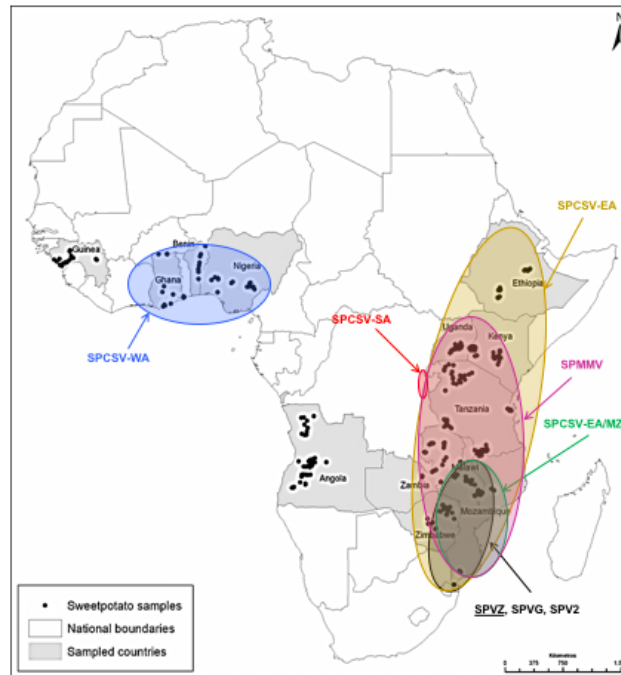 N
SPCSV-EA
Guinea
Benin
Nigeria
Ghana
Ethiopia
SPCSV-SA
Uganda
Kenya
SPCSV-WA
SPMMV
Tanzania
SPCSV-EA/MZ
Angola
Zambia
Malawi
Mozambique
Zimbabwe
SPVZ, SPVG, SPV2
Sweetpotato samples
National boundaries
Sampled countries
0 375 750